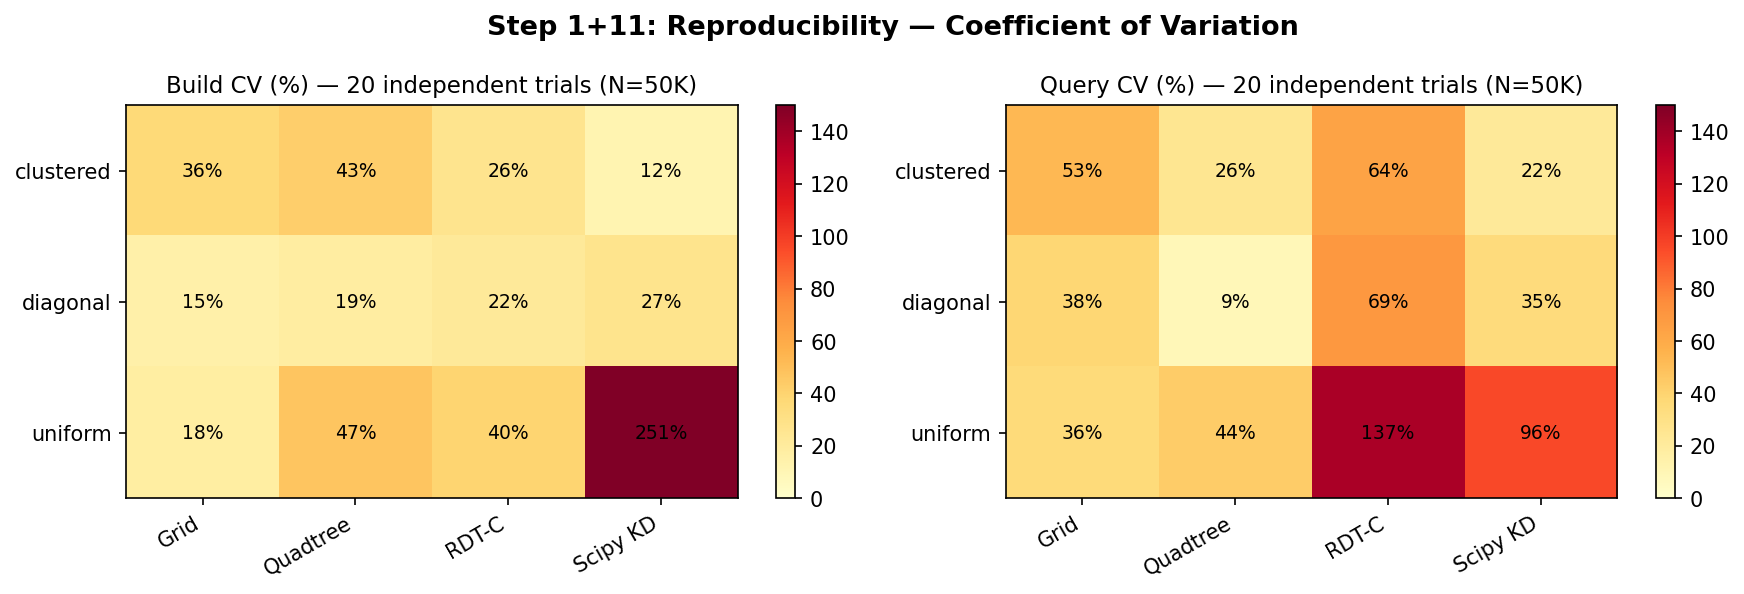 Step 1+11: Reproducibility — Coefficient of Variation
Build CV (%) — 20 independent trials (N=50K)
clustered
36%
43%
26%
12%
diagonal
15%
19%
22%
27%
uniform
18%
47%
40%
251%
Grid
Quadtree
RDT-C
Scipy KD
140
120
100
80
60
40
20
0
Query CV (%) — 20 independent trials (N=50K)
clustered
53%
26%
64%
22%
diagonal
38%
9%
69%
35%
uniform
36%
44%
137%
96%
Grid
Quadtree
RDT-C
Scipy KD
140
120
100
80
60
40
20
0